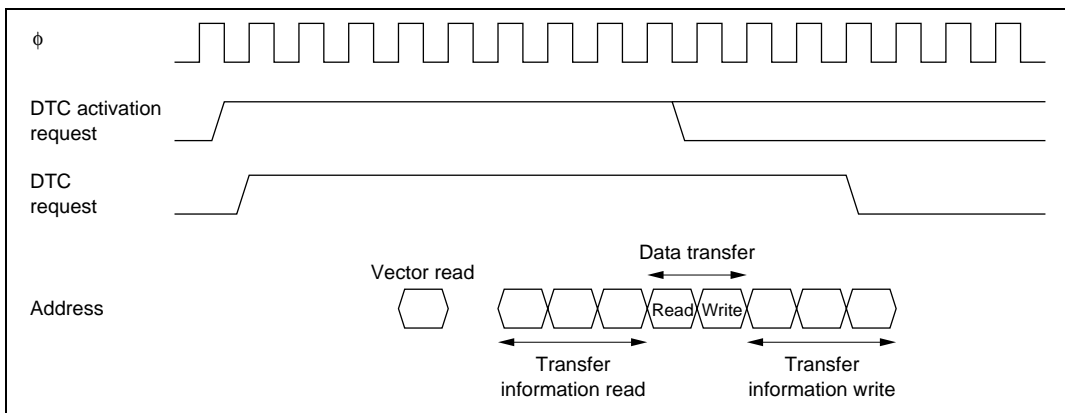 φ
DTC activation
request
DTC
request
Data transfer
Vector read
Address
Read Write
Transfer
information read
Transfer
information write